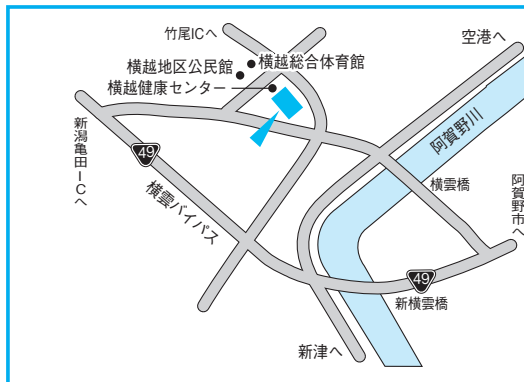 竹尾ICへ
空港へ
横越総合体育館
横越地区公民館
横越健康センター
阿賀野川
新潟亀田ICへ
49
横雲バイパス
横雲橋
阿賀野市へ
49
新横雲橋
新津へ